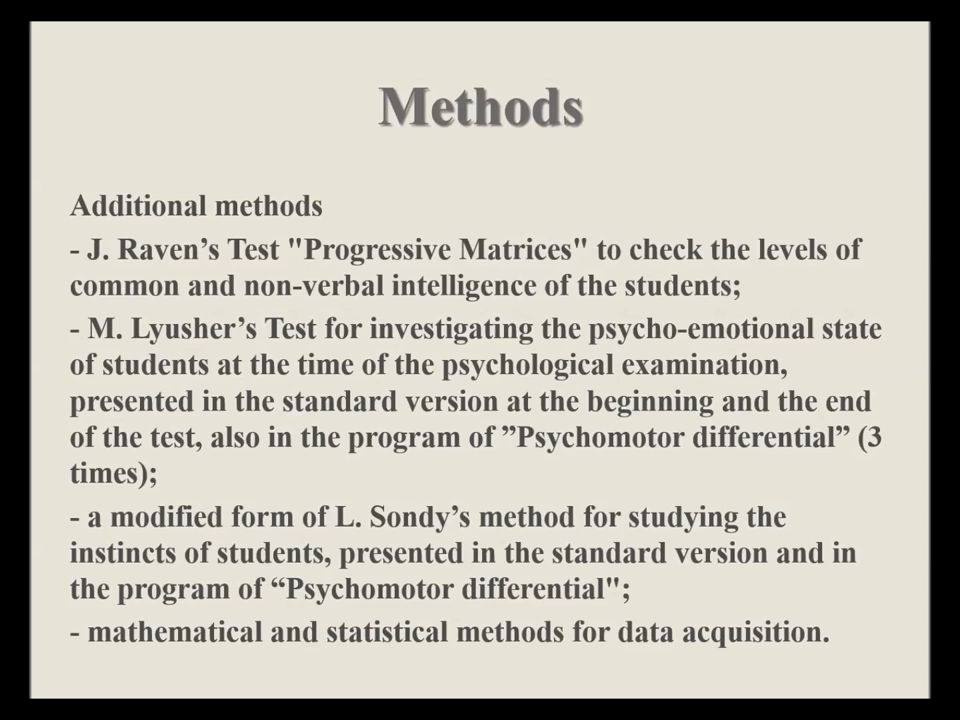 Methods
Additional methods
- J. Raven’s Test "Progressive Matrices" to check the levels of
common and non-verbal intelligence of the students;
- M. Lyusher’s Test for investigating the psycho-emotional state
of students at the time of the psychological examination,
presented in the standard version at the beginning and the end
of the test, also in the program of ”Psychomotor differential” (3
times);
- a modified form of L. Sondy’s method for studying the
instincts of students, presented in the standard version and in
the program of “Psychomotor differential";
- mathematical and statistical methods for data acquisition.